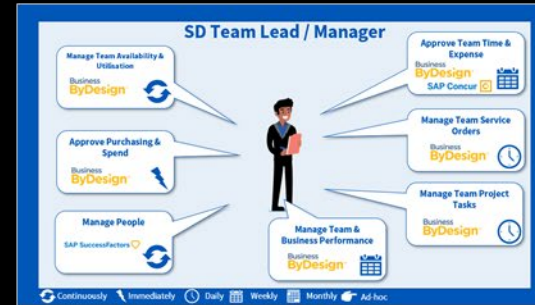 SD Team Lead / Manager
Manage Team Availability &
Utilisation
Business
ByDesign
Approve Team Time &
Expense
Business
ByDesign
SAP Concur C
Approve Purchasing &
Spend
Business
ByDesign
Manage Team Service
Orders
Business
ByDesign
Manage People
SAP SuccessFactors
Manage Team &
Business Performance
Business
ByDesign
Manage Team Project
Tasks
Business
ByDesign
Continuously Immediately Daily Weekly Monthly Ad-hoc